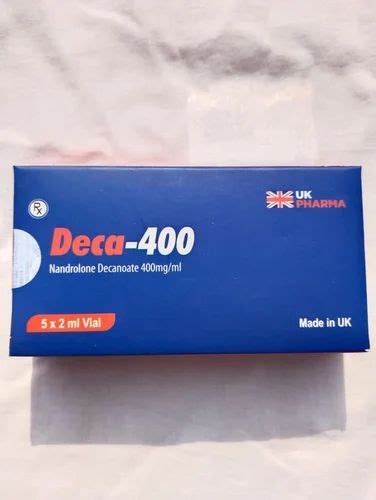 Rx
UK
PHARMA
Deca-400
Nandrolone Decanoate 400mg/ml
5 x 2 ml Vial
Made in UK